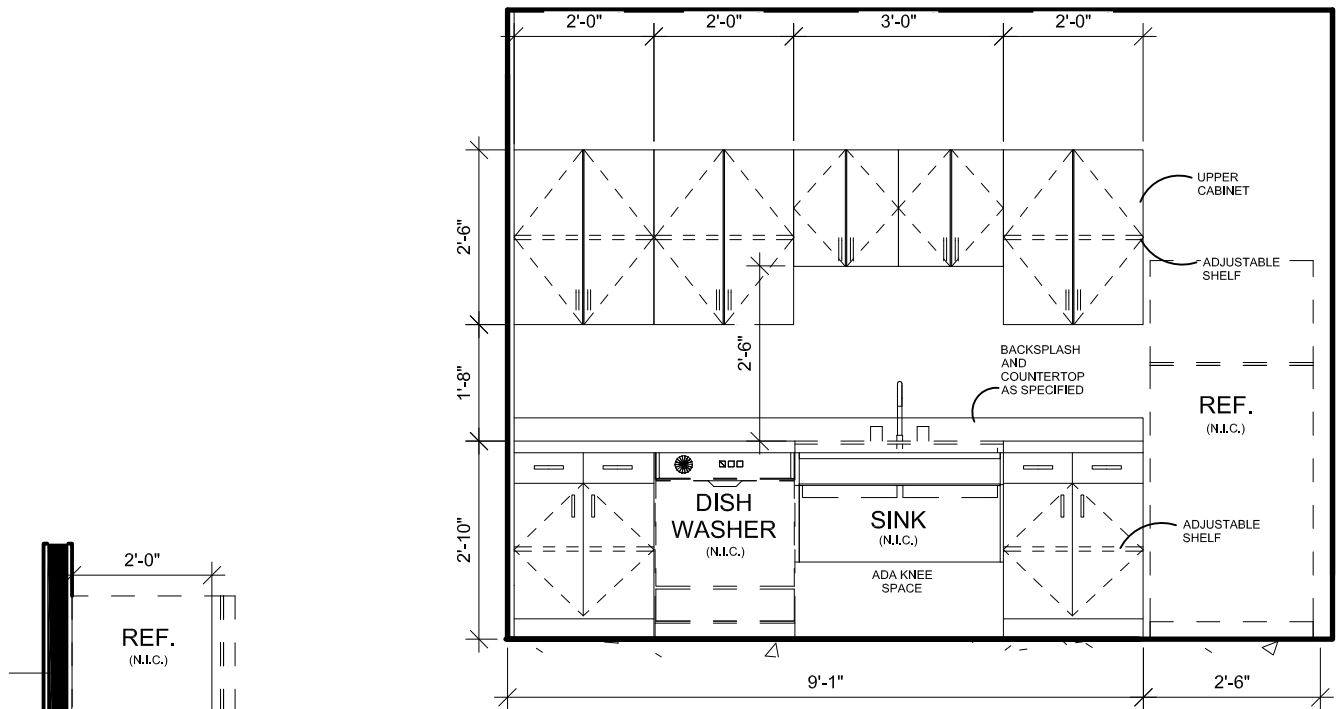 2'-0"
2'-0"
3'-0"
2'-0"
UPPER
CABINET
2'-6"
ADJUSTABLE
SHELF
2'-6"
1'-8"
BACKSPLASH
AND
COUNTERTOP
AS SPECIFIED
REF.
(N.I.C.)
DISH
WASHER
(N.I.C.)
SINK
(N.I.C.)
ADJUSTABLE
SHELF
2'-10"
ADA KNEE
SPACE
2'-0"
REF.
(N.I.C.)
9'-1"
2'-6"